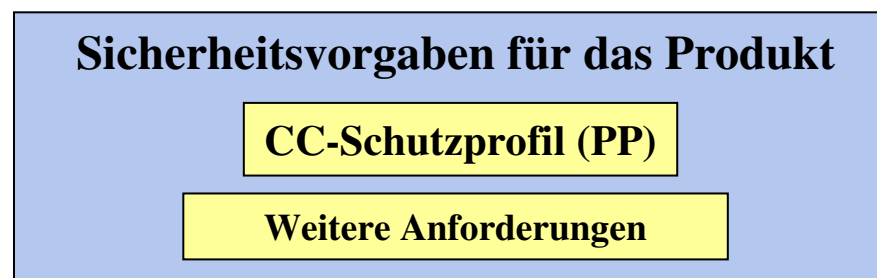 Sicherheitsvorgaben für das Produkt
CC-Schutzprofil (PP)
Weitere Anforderungen